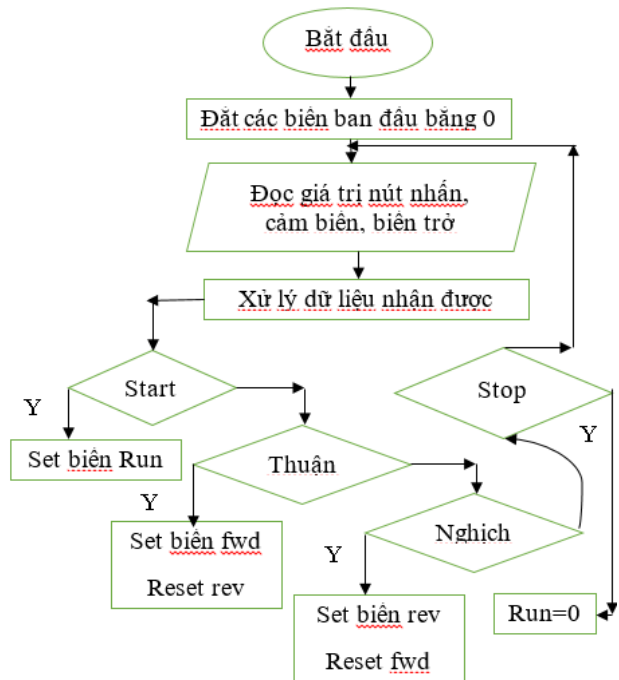 Bắt đầu
Đặt các biến ban đầu bằng 0
Đọc giá trị nút nhấn,
cảm biến, biến trở
Xử lý dữ liệu nhận được
Start
Stop
Y
Y
Set biến Run
Thuận
Y
Nghịch
Set biến fwd
Reset rev
Y
Set biến rev
Reset fwd
Run=0